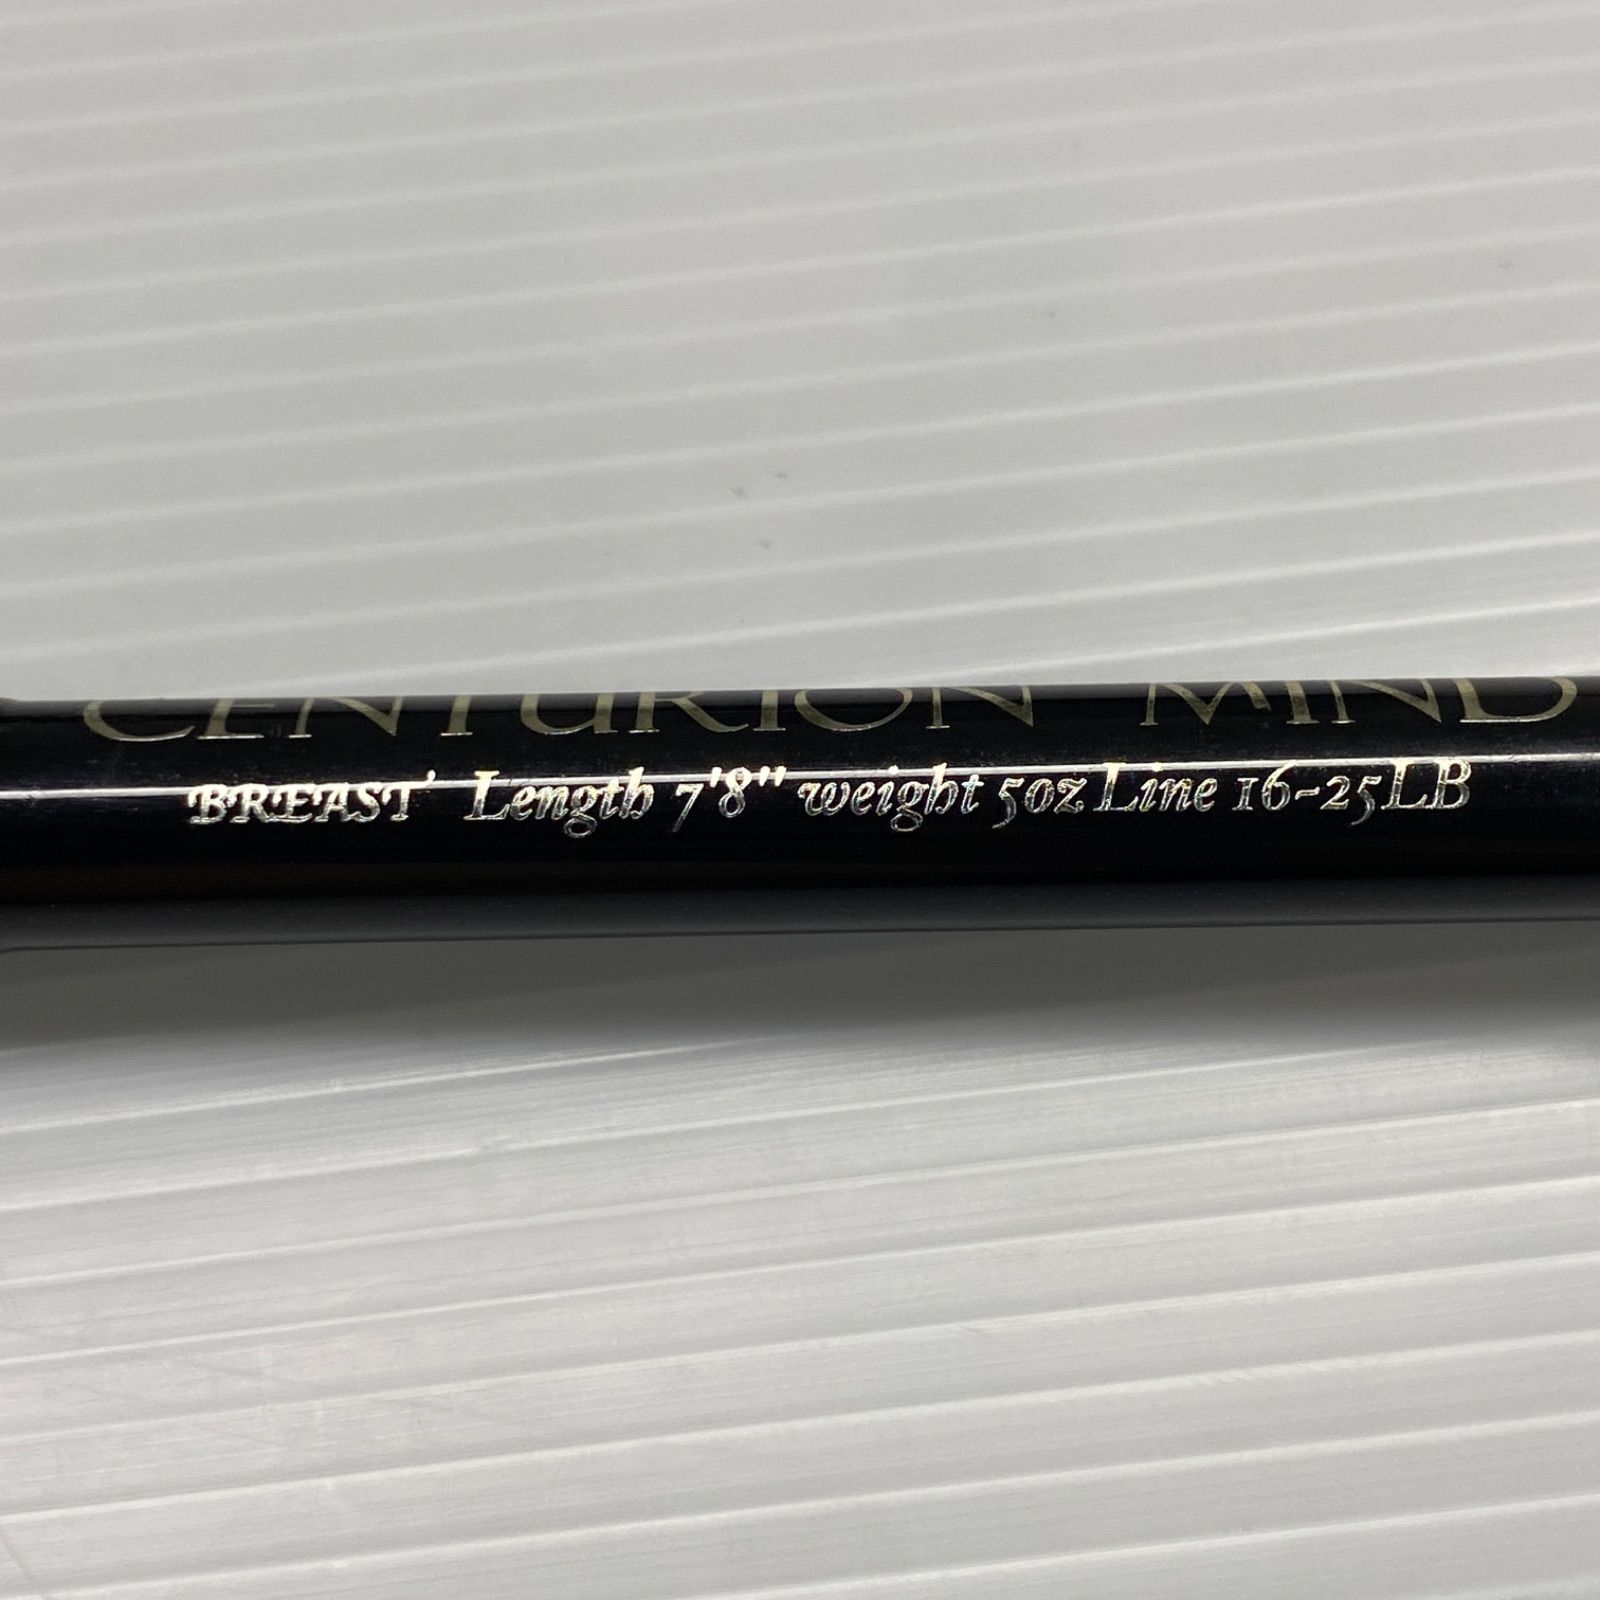 CENTURION MIND
BREAST' Length 7'8" weight 5oz Line 16-25LB